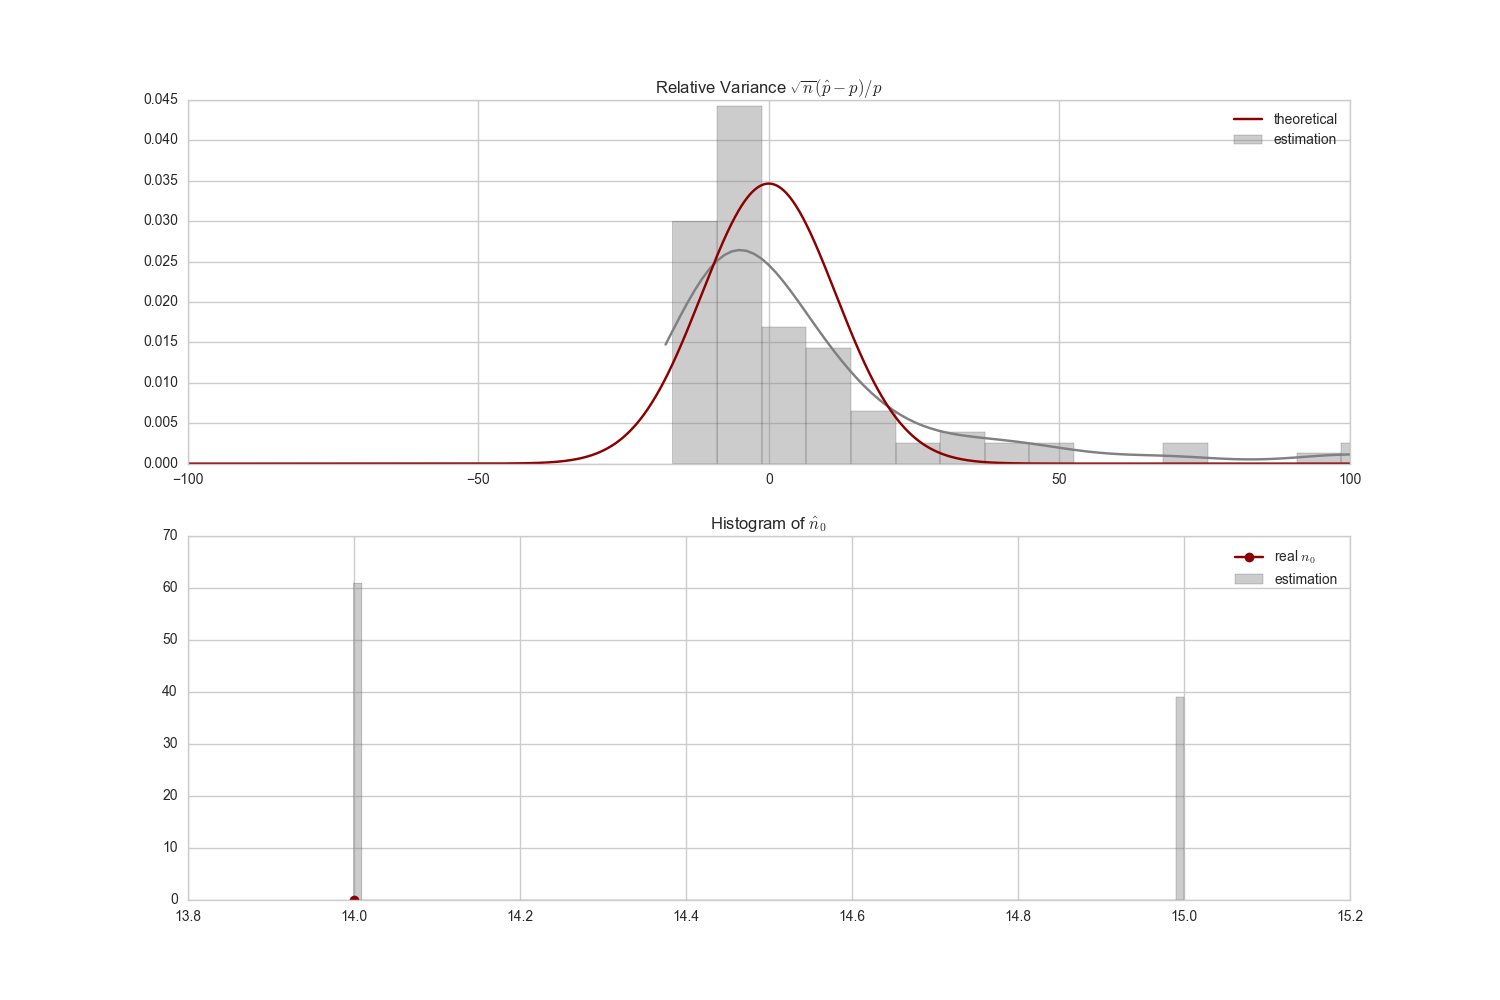 Relative Variance √n(p̂ − p)/p
0.045
0.040
0.035
0.030
0.025
0.020
0.015
0.010
0.005
0.000
theoretical
estimation
−100 −50 0 50 100
Histogram of n̂₀
70
60
50
40
30
20
10
0
real n₀
estimation
13.8 14.0 14.2 14.4 14.6 14.8 15.0 15.2